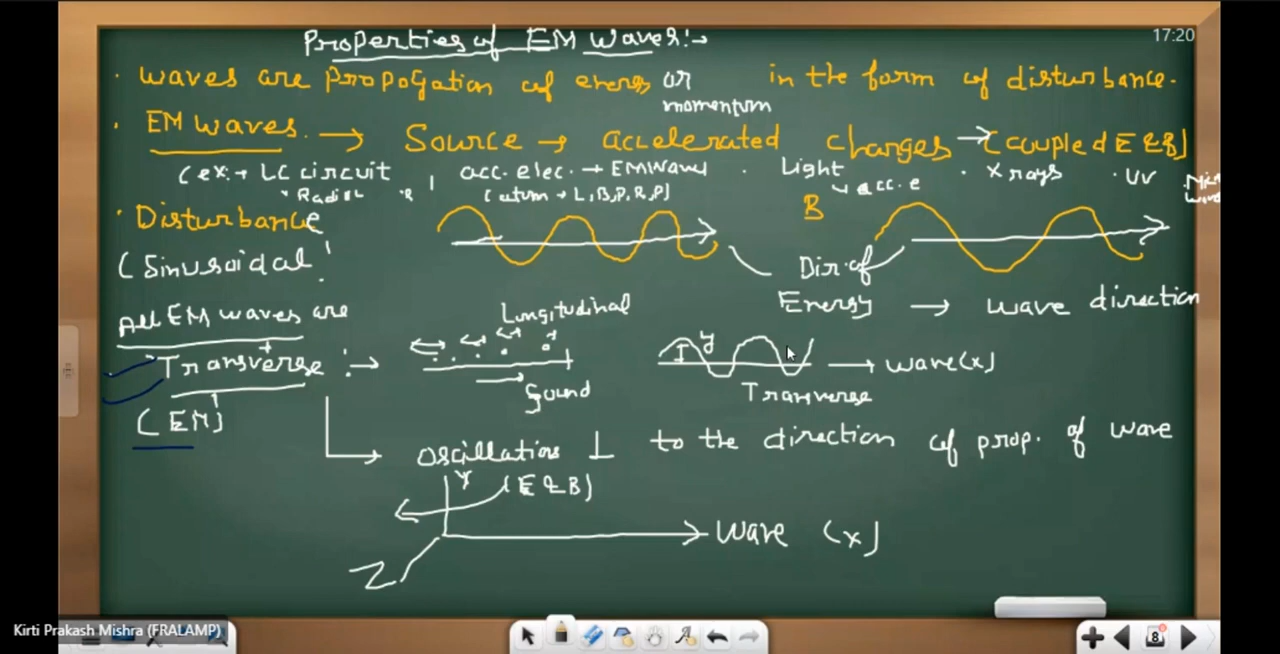 Properties of EM Waves:→
17:20
· Waves are Propogation of energy or momentum in the form of disturbance.
· EM Waves → Source → accelerated charges → (coupled E & B)
(ex. → LC circuit acc. elec. → EM Wave . Light · X rays · UV
(atom → L, B, P, R, P) acc. e
· Disturbance B
(Sinusoidal) Dir. of
Energy → Wave direction
All EM waves are Longitudinal
Transverse :→ y → Wave (x)
Sound Tranverse
(EM)
Oscillation ⊥ to the direction of prop. of wave
Y (E & B)
Wave (x)
Z
Kirti Prakash Mishra (FRALAMP)
8